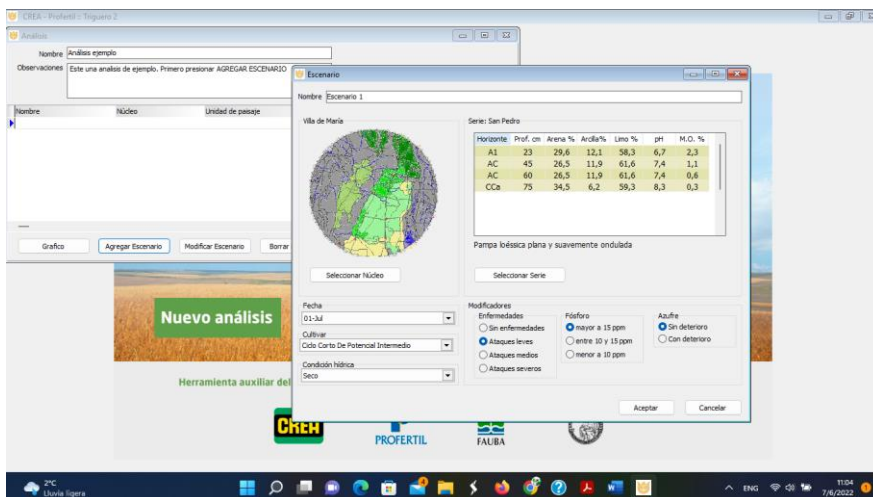 CREA - Profertil :: Triguero 2
Análisis
Nombre Análisis ejemplo
Observaciones Este una analisis de ejemplo. Primero presionar AGREGAR ESCENARIO
Nombre Núcleo Unidad de paisaje
Grafico Agregar Escenario Modificar Escenario Borrar
Escenario
Nombre Escenario 1
Villa de María
Seleccionar Núcleo
Serie: San Pedro
Horizonte Prof. cm Arena % Arcilla% Limo % pH M.O. %
A1 23 29,6 12,1 58,3 6,7 2,3
AC 45 26,5 11,9 61,6 7,4 1,1
AC 60 26,5 11,9 61,6 7,4 0,6
CCa 75 34,5 6,2 59,3 8,3 0,3
Pampa loéssica plana y suavemente ondulada
Seleccionar Serie
Fecha
01-Jul
Cultivar
Ciclo Corto De Potencial Intermedio
Condición hídrica
Seco
Modificadores
Enfermedades
Sin enfermedades
Ataques leves
Ataques medios
Ataques severos
Fósforo
mayor a 15 ppm
entre 10 y 15 ppm
menor a 10 ppm
Azufre
Sin deterioro
Con deterioro
Aceptar Cancelar
Nuevo análisis
Herramienta auxiliar del
CREA
PROFERTIL
FAUBA
2°C
Lluvia ligera
ENG
11:04
7/6/2022